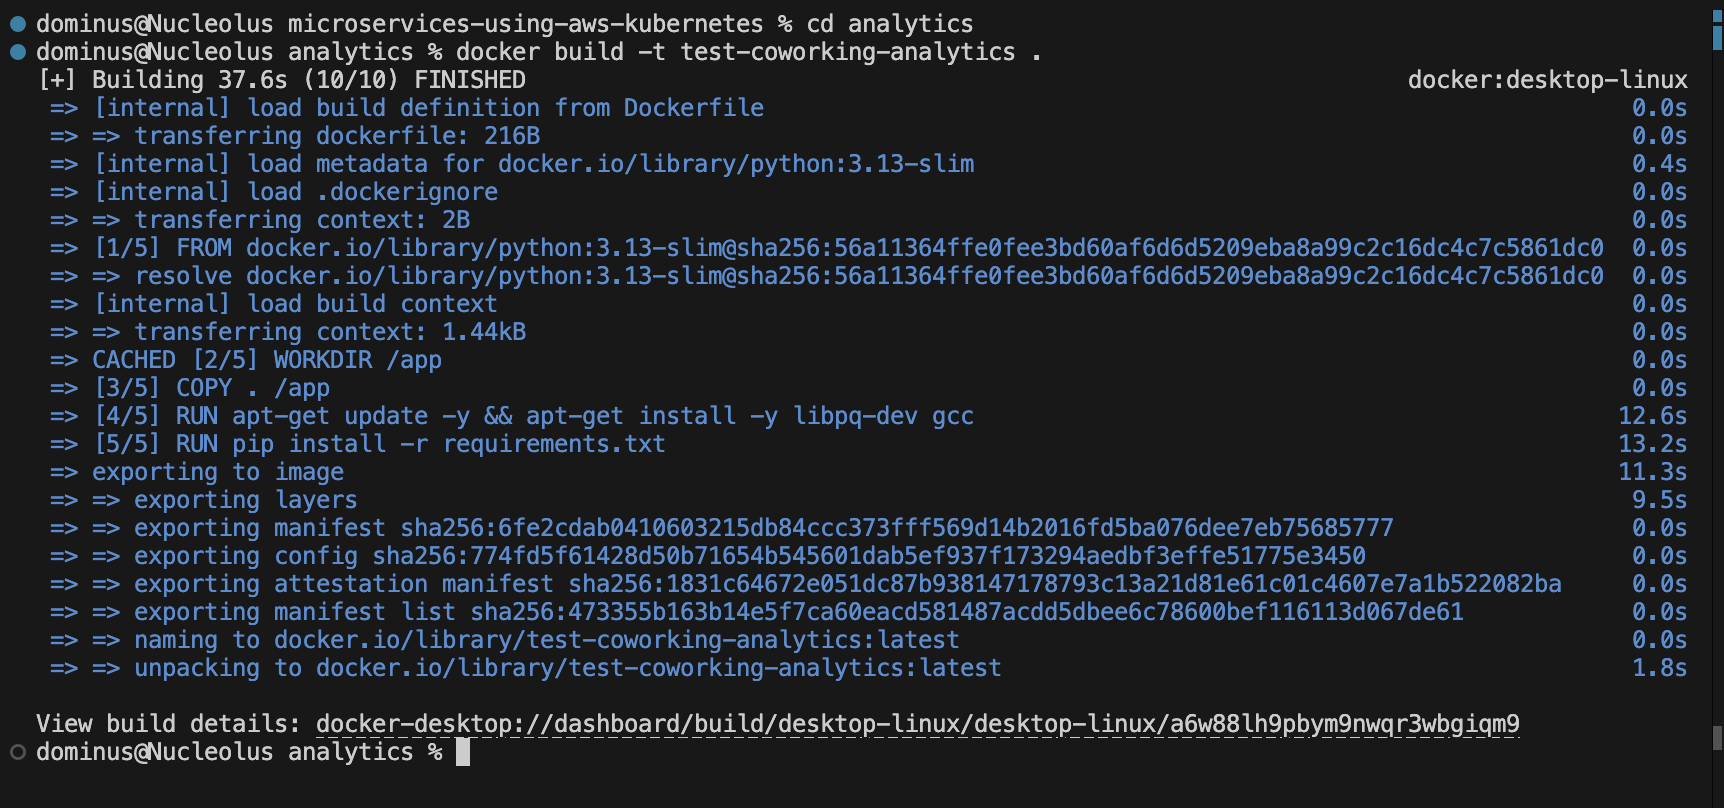 dominus@Nucleolus microservices-using-aws-kubernetes % cd analytics
dominus@Nucleolus analytics % docker build -t test-coworking-analytics .
[+] Building 37.6s (10/10) FINISHED docker:desktop-linux
=> [internal] load build definition from Dockerfile 0.0s
=> => transferring dockerfile: 216B 0.0s
=> [internal] load metadata for docker.io/library/python:3.13-slim 0.4s
=> [internal] load .dockerignore 0.0s
=> => transferring context: 2B 0.0s
=> [1/5] FROM docker.io/library/python:3.13-slim@sha256:56a11364ffe0fee3bd60af6d6d5209eba8a99c2c16dc4c7c5861dc0 0.0s
=> => resolve docker.io/library/python:3.13-slim@sha256:56a11364ffe0fee3bd60af6d6d5209eba8a99c2c16dc4c7c5861dc0 0.0s
=> [internal] load build context 0.0s
=> => transferring context: 1.44kB 0.0s
=> CACHED [2/5] WORKDIR /app 0.0s
=> [3/5] COPY . /app 0.0s
=> [4/5] RUN apt-get update -y && apt-get install -y libpq-dev gcc 12.6s
=> [5/5] RUN pip install -r requirements.txt 13.2s
=> exporting to image 11.3s
=> => exporting layers 9.5s
=> => exporting manifest sha256:6fe2cdab0410603215db84ccc373fff569d14b2016fd5ba076dee7eb75685777 0.0s
=> => exporting config sha256:774fd5f61428d50b71654b545601dab5ef937f173294aedbf3effe51775e3450 0.0s
=> => exporting attestation manifest sha256:1831c64672e051dc87b938147178793c13a21d81e61c01c4607e7a1b522082ba 0.0s
=> => exporting manifest list sha256:473355b163b14e5f7ca60eacd581487acdd5dbee6c78600bef116113d067de61 0.0s
=> => naming to docker.io/library/test-coworking-analytics:latest 0.0s
=> => unpacking to docker.io/library/test-coworking-analytics:latest 1.8s
View build details: docker-desktop://dashboard/build/desktop-linux/desktop-linux/a6w88lh9pbym9nwqr3wbgiqm9
dominus@Nucleolus analytics %